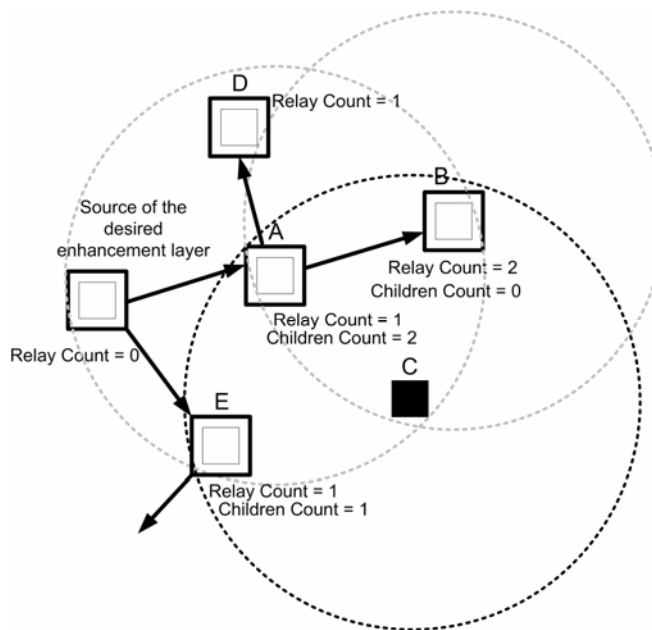 D
Relay Count = 1
B
Source of the
desired
enhancement layer
A
Relay Count = 2
Children Count = 0
Relay Count = 1
Children Count = 2
Relay Count = 0
C
E
Relay Count = 1
Children Count = 1